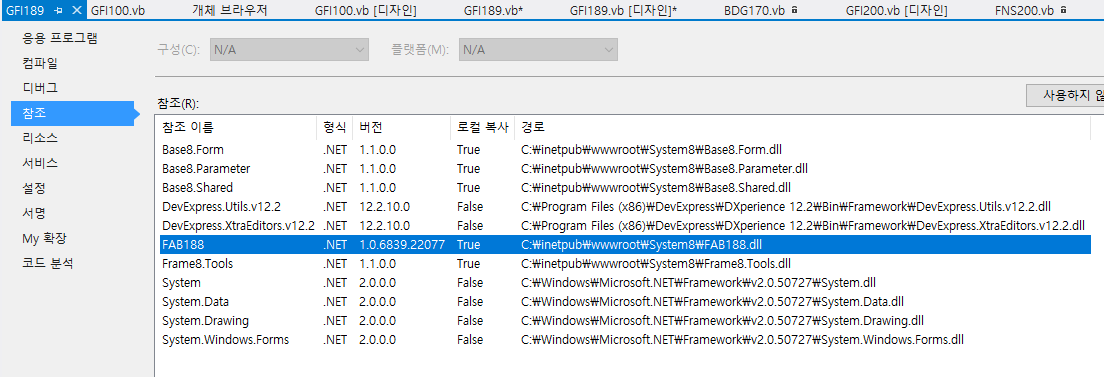 GFI189 GFI100.vb 개체 브라우저 GFI100.vb [디자인] GFI189.vb* GFI189.vb [디자인]* BDG170.vb GFI200.vb [디자인] FNS200.vb
응용 프로그램
컴파일
디버그
참조
리소스
서비스
설정
서명
My 확장
코드 분석
구성(C): N/A 플랫폼(M): N/A
사용하지 않
참조(R):
참조 이름 형식 버전 로컬 복사 경로
Base8.Form .NET 1.1.0.0 True C:₩inetpub₩wwwroot₩System8₩Base8.Form.dll
Base8.Parameter .NET 1.1.0.0 True C:₩inetpub₩wwwroot₩System8₩Base8.Parameter.dll
Base8.Shared .NET 1.1.0.0 True C:₩inetpub₩wwwroot₩System8₩Base8.Shared.dll
DevExpress.Utils.v12.2 .NET 12.2.10.0 False C:₩Program Files (x86)₩DevExpress₩DXperience 12.2₩Bin₩Framework₩DevExpress.Utils.v12.2.dll
DevExpress.XtraEditors.v12.2 .NET 12.2.10.0 False C:₩Program Files (x86)₩DevExpress₩DXperience 12.2₩Bin₩Framework₩DevExpress.XtraEditors.v12.2.dll
FAB188 .NET 1.0.6839.22077 True C:₩inetpub₩wwwroot₩System8₩FAB188.dll
Frame8.Tools .NET 1.1.0.0 True C:₩inetpub₩wwwroot₩System8₩Frame8.Tools.dll
System .NET 2.0.0.0 False C:₩Windows₩Microsoft.NET₩Framework₩v2.0.50727₩System.dll
System.Data .NET 2.0.0.0 False C:₩Windows₩Microsoft.NET₩Framework₩v2.0.50727₩System.Data.dll
System.Drawing .NET 2.0.0.0 False C:₩Windows₩Microsoft.NET₩Framework₩v2.0.50727₩System.Drawing.dll
System.Windows.Forms .NET 2.0.0.0 False C:₩Windows₩Microsoft.NET₩Framework₩v2.0.50727₩System.Windows.Forms.dll